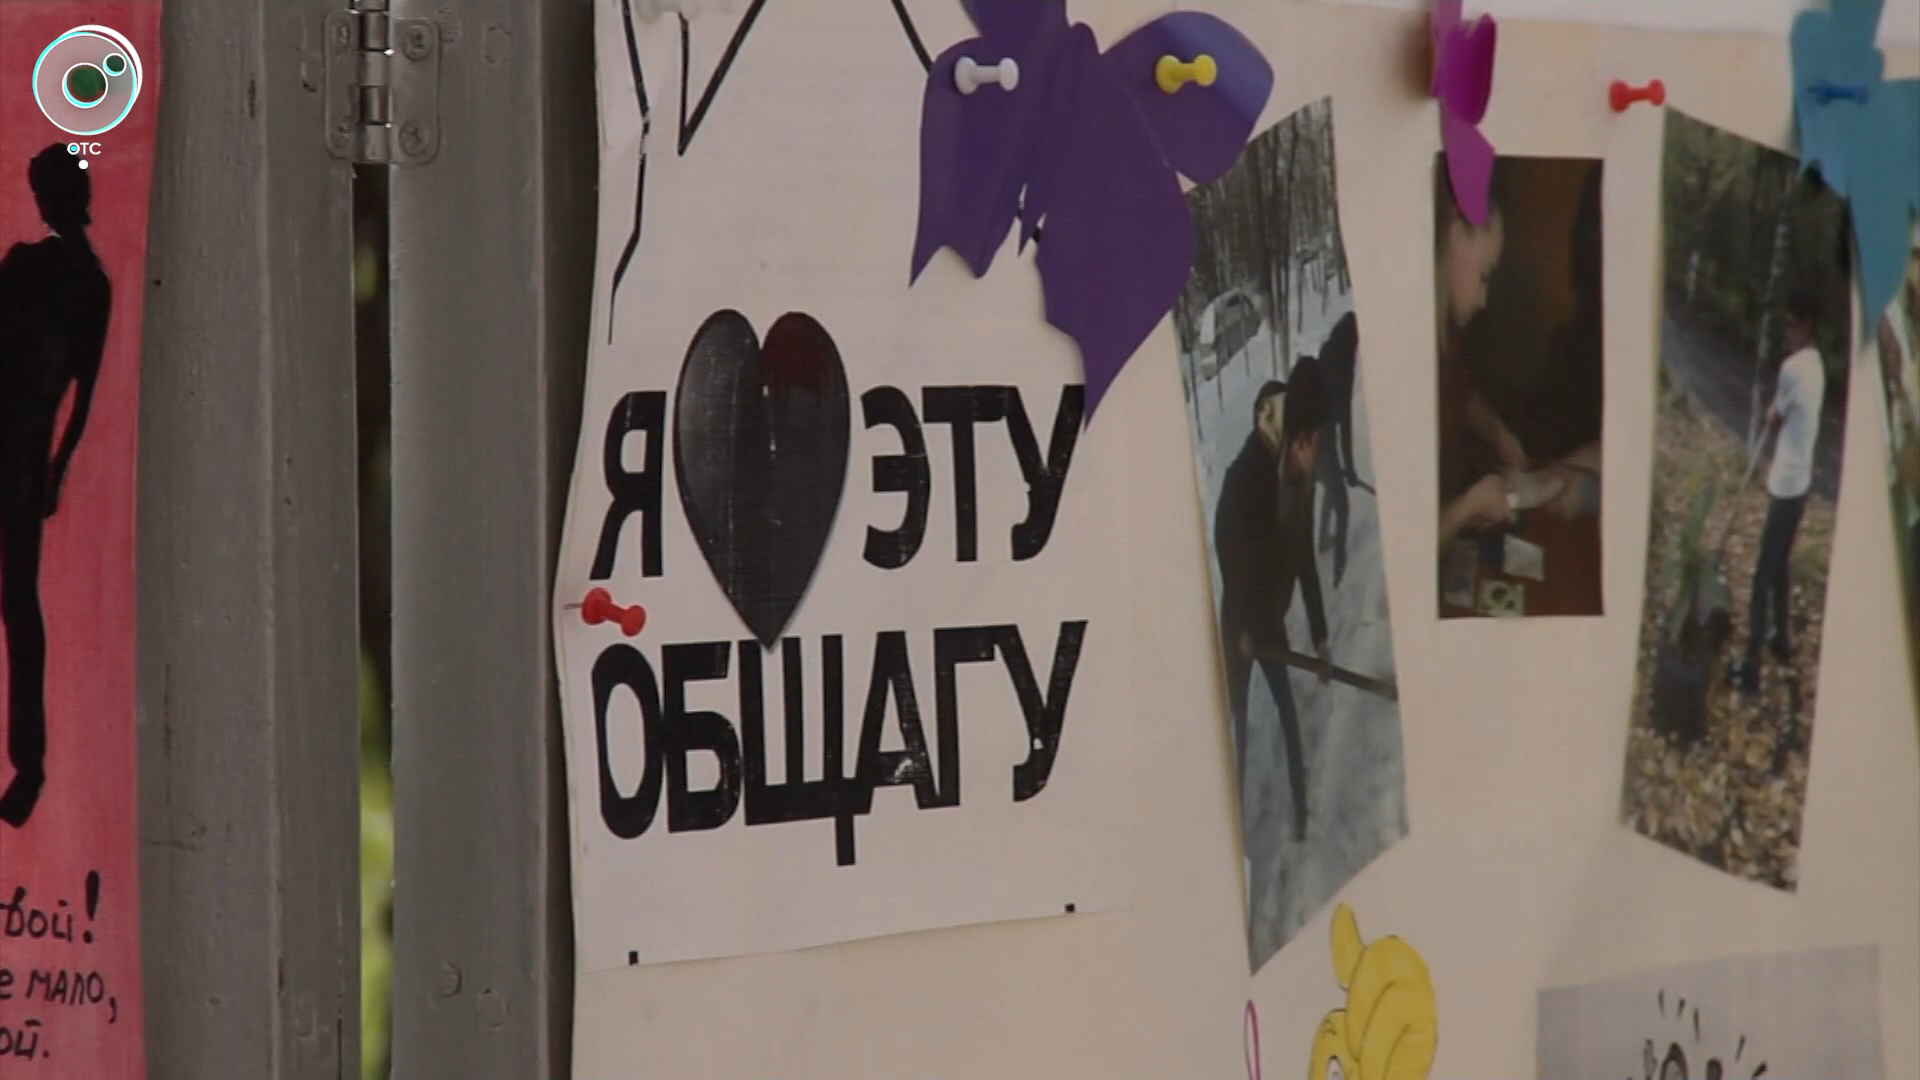 ОТС
Я ЭТУ
ОБЩАГУ
вой!
е мало,
ой.